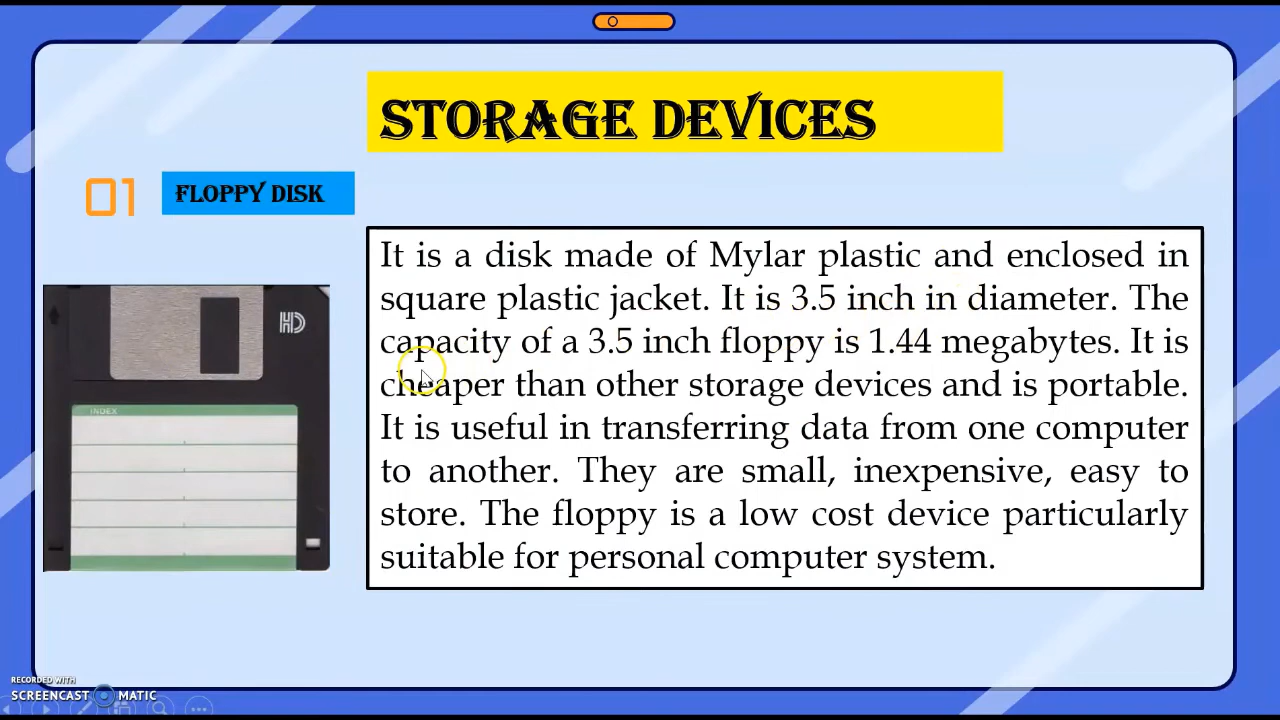 STORAGE DEVICES
01
FLOPPY DISK
It is a disk made of Mylar plastic and enclosed in
square plastic jacket. It is 3.5 inch in diameter. The
capacity of a 3.5 inch floppy is 1.44 megabytes. It is
cheaper than other storage devices and is portable.
It is useful in transferring data from one computer
to another. They are small, inexpensive, easy to
store. The floppy is a low cost device particularly
suitable for personal computer system.
HD
INDEX
RECORDED WITH
SCREENCAST MATIC